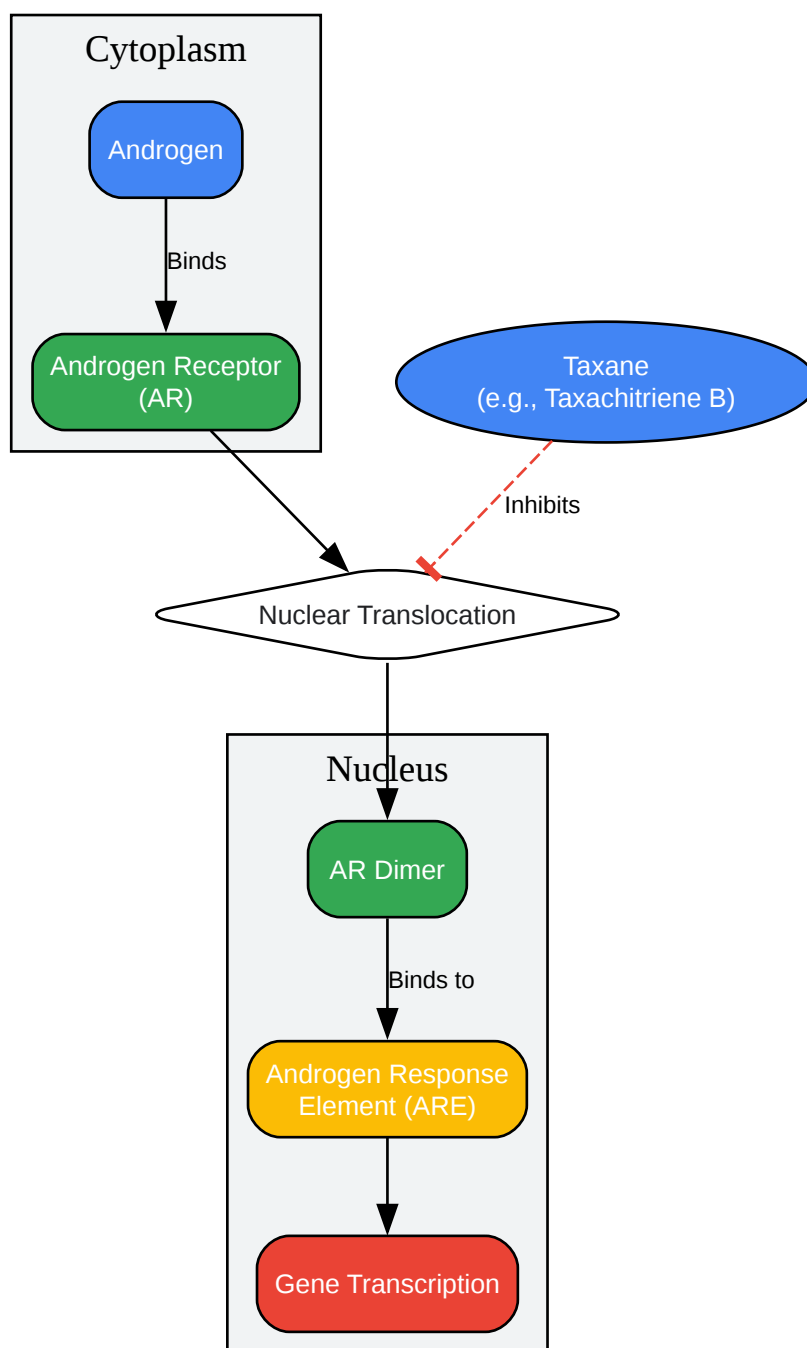 Cytoplasm
Androgen
Binds
Androgen Receptor
(AR)
Taxane
(e.g., Taxachitriene B)
Inhibits
Nuclear Translocation
Nucleus
AR Dimer
Binds to
Androgen Response
Element (ARE)
Gene Transcription